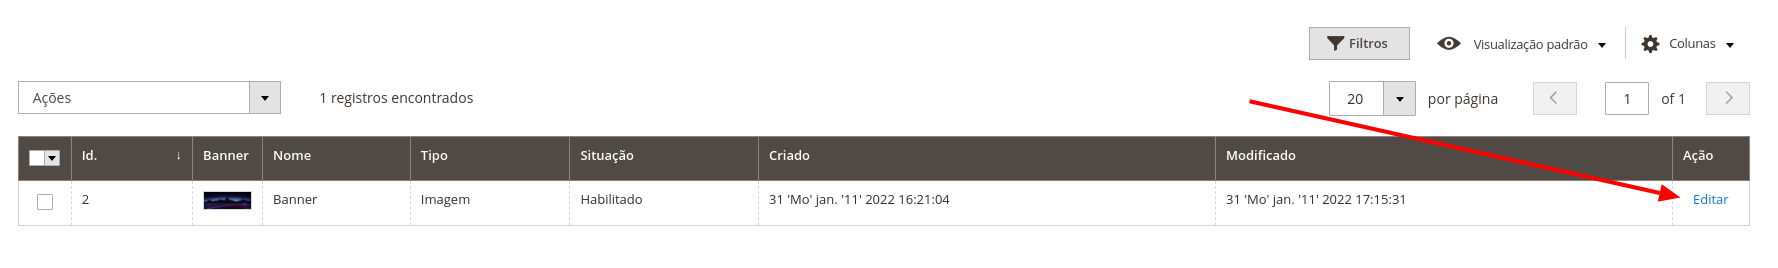 Filtros Visualização padrão Colunas
Ações 1 registros encontrados 20 por página 1 of 1
Id. ↓ Banner Nome Tipo Situação Criado Modificado Ação
2 Banner Imagem Habilitado 31 'Mo' jan. '11' 2022 16:21:04 31 'Mo' jan. '11' 2022 17:15:31 Editar